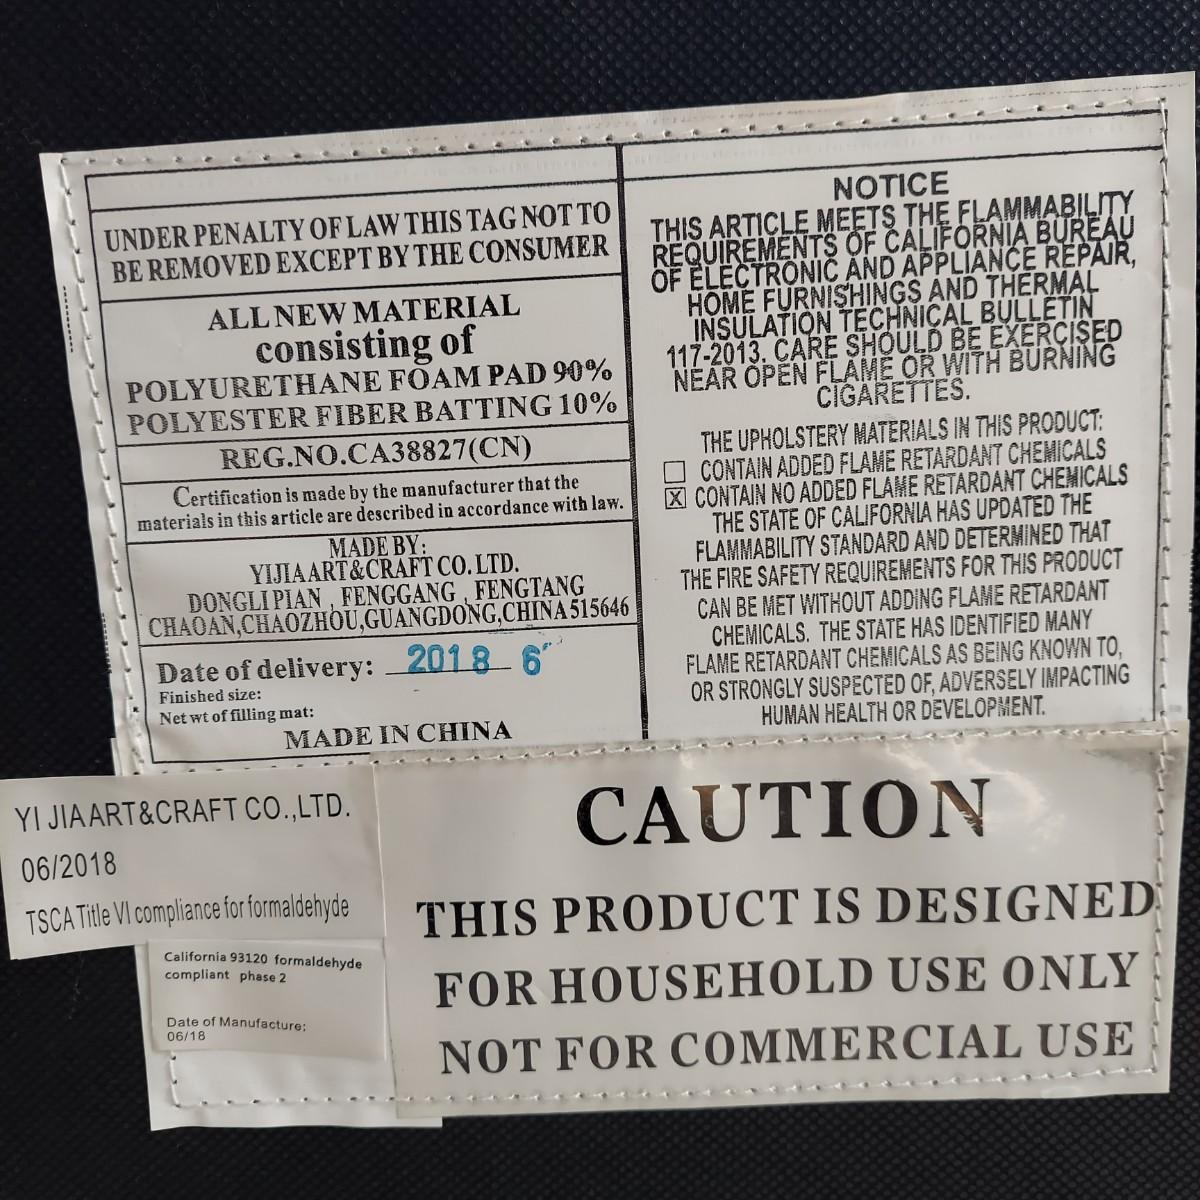 UNDER PENALTY OF LAW THIS TAG NOT TO
BE REMOVED EXCEPT BY THE CONSUMER
ALL NEW MATERIAL
consisting of
POLYURETHANE FOAM PAD 90%
POLYESTER FIBER BATTING 10%
REG.NO.CA38827(CN)
Certification is made by the manufacturer that the
materials in this article are described in accordance with law.
MADE BY:
YIJIAART&CRAFT CO. LTD.
DONGLI PIAN , FENGGANG , FENGTANG
CHAOAN,CHAOZHOU,GUANGDONG,CHINA 515646
Date of delivery: 2018 6
Finished size:
Net wt of filling mat:
MADE IN CHINA
NOTICE
THIS ARTICLE MEETS THE FLAMMABILITY
REQUIREMENTS OF CALIFORNIA BUREAU
OF ELECTRONIC AND APPLIANCE REPAIR,
HOME FURNISHINGS AND THERMAL
INSULATION TECHNICAL BULLETIN
117-2013. CARE SHOULD BE EXERCISED
NEAR OPEN FLAME OR WITH BURNING
CIGARETTES.
THE UPHOLSTERY MATERIALS IN THIS PRODUCT:
CONTAIN ADDED FLAME RETARDANT CHEMICALS
X CONTAIN NO ADDED FLAME RETARDANT CHEMICALS
THE STATE OF CALIFORNIA HAS UPDATED THE
FLAMMABILITY STANDARD AND DETERMINED THAT
THE FIRE SAFETY REQUIREMENTS FOR THIS PRODUCT
CAN BE MET WITHOUT ADDING FLAME RETARDANT
CHEMICALS. THE STATE HAS IDENTIFIED MANY
FLAME RETARDANT CHEMICALS AS BEING KNOWN TO,
OR STRONGLY SUSPECTED OF, ADVERSELY IMPACTING
HUMAN HEALTH OR DEVELOPMENT.
YI JIAART&CRAFT CO.,LTD.
06/2018
TSCA Title VI compliance for formaldehyde
California 93120 formaldehyde
compliant phase 2
Date of Manufacture:
06/18
CAUTION
THIS PRODUCT IS DESIGNED
FOR HOUSEHOLD USE ONLY
NOT FOR COMMERCIAL USE